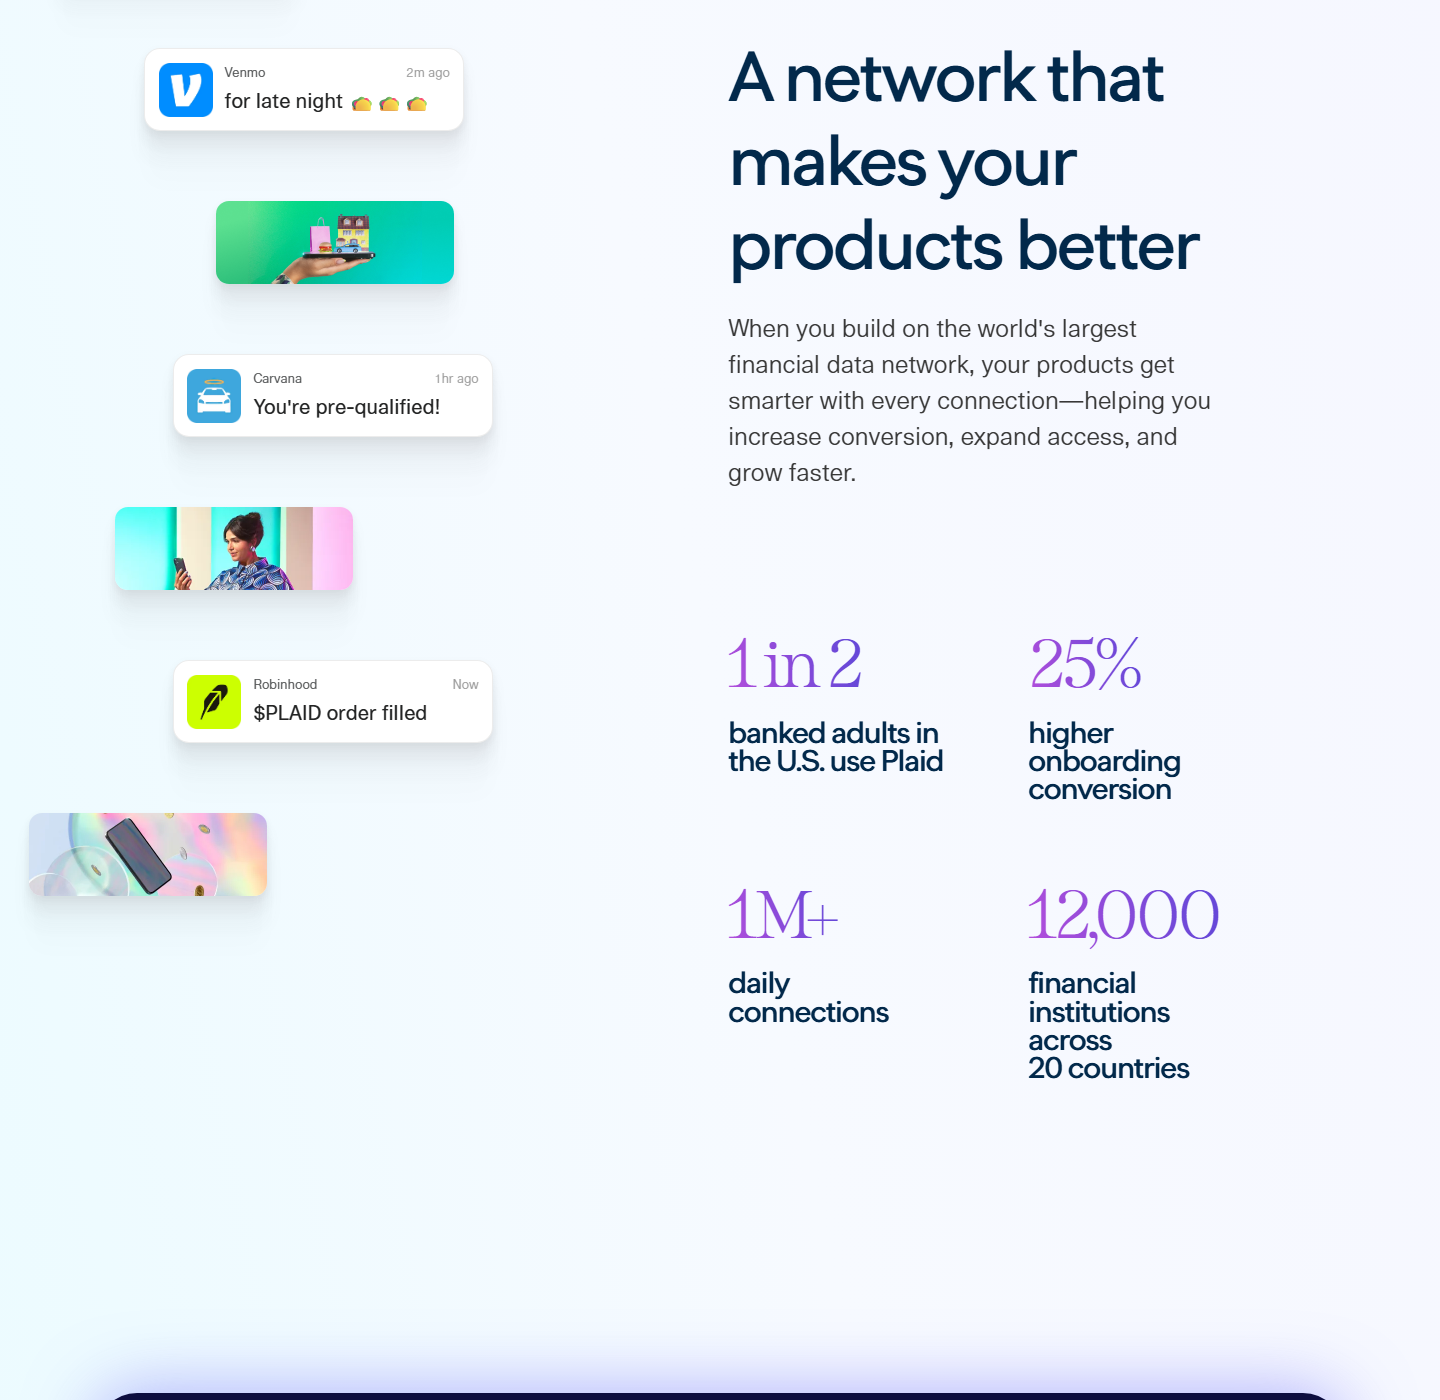 Venmo 2m ago
for late night 🌮 🌮 🌮
Carvana 1hr ago
You're pre-qualified!
Robinhood Now
$PLAID order filled
A network that
makes your
products better
When you build on the world's largest
financial data network, your products get
smarter with every connection—helping you
increase conversion, expand access, and
grow faster.
1 in 2
banked adults in
the U.S. use Plaid
25%
higher
onboarding
conversion
1M+
daily
connections
12,000
financial
institutions
across
20 countries